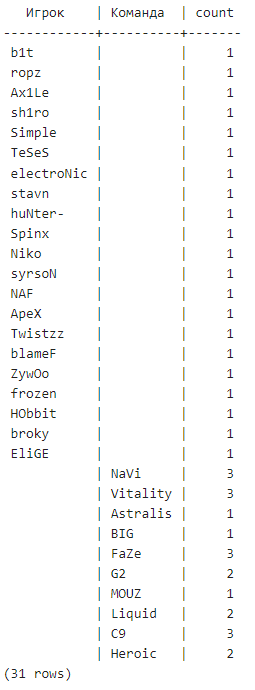 Игрок | Команда | count
------------+----------+-------
b1t | | 1
ropz | | 1
Ax1Le | | 1
sh1ro | | 1
Simple | | 1
TeSeS | | 1
electroNic | | 1
stavn | | 1
huNter- | | 1
Spinx | | 1
Niko | | 1
syrsoN | | 1
NAF | | 1
ApeX | | 1
Twistzz | | 1
blameF | | 1
ZywOo | | 1
frozen | | 1
HObbit | | 1
broky | | 1
EliGE | | 1
| NaVi | 3
| Vitality | 3
| Astralis | 1
| BIG | 1
| FaZe | 3
| G2 | 2
| MOUZ | 1
| Liquid | 2
| C9 | 3
| Heroic | 2
(31 rows)